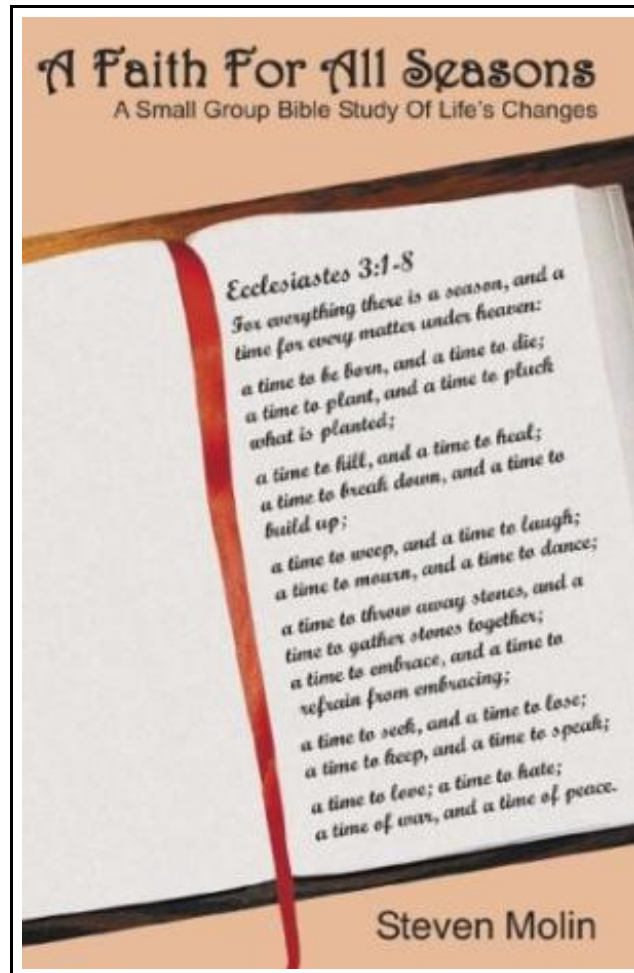 A Faith For All Seasons
A Small Group Bible Study Of Life's Changes
Ecclesiastes 3:1-8
For everything there is a season, and a
time for every matter under heaven:
a time to be born, and a time to die;
a time to plant, and a time to pluck
what is planted;
a time to kill, and a time to heal;
a time to break down, and a time to
build up;
a time to weep, and a time to laugh;
a time to mourn, and a time to dance;
a time to throw away stones, and a
time to gather stones together;
a time to embrace, and a time to
refrain from embracing;
a time to seek, and a time to lose;
a time to keep, and a time to speak;
a time to love; a time to hate;
a time of war, and a time of peace.
Steven Molin